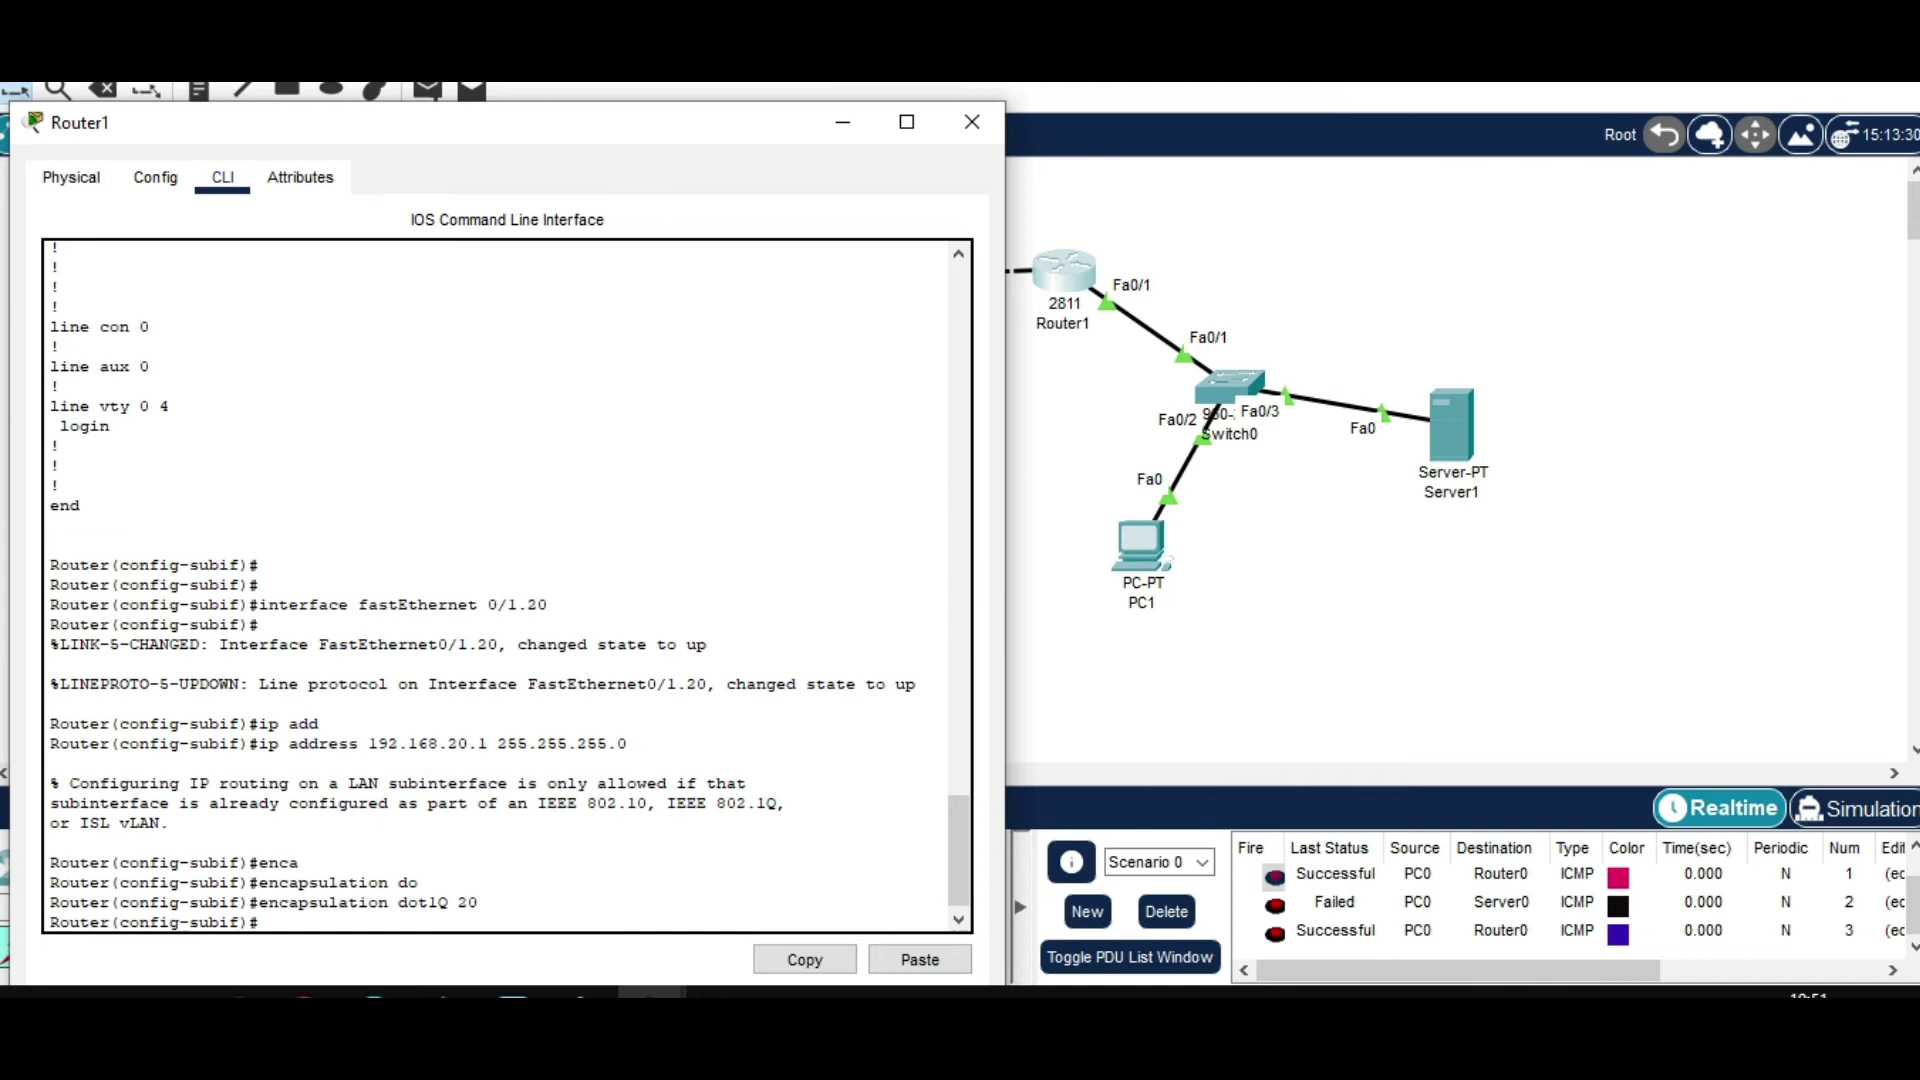 Router1
Physical
Config
CLI
Attributes
IOS Command Line Interface
!
!
!
!
line con 0
!
line aux 0
!
line vty 0 4
login
!
!
!
end
Router(config-subif)#
Router(config-subif)#
Router(config-subif)#interface fastEthernet 0/1.20
Router(config-subif)#
%LINK-5-CHANGED: Interface FastEthernet0/1.20, changed state to up
%LINEPROTO-5-UPDOWN: Line protocol on Interface FastEthernet0/1.20, changed state to up
Router(config-subif)#ip add
Router(config-subif)#ip address 192.168.20.1 255.255.255.0
% Configuring IP routing on a LAN subinterface is only allowed if that
subinterface is already configured as part of an IEEE 802.10, IEEE 802.1Q,
or ISL vLAN.
Router(config-subif)#enca
Router(config-subif)#encapsulation do
Router(config-subif)#encapsulation dot1Q 20
Router(config-subif)#
Copy
Paste
Root
15:13:30
Fa0/1
2811
Router1
Fa0/1
Fa0/2
Fa0/3
Switch0
Fa0
Server-PT
Server1
Fa0
PC-PT
PC1
Realtime
Simulation
Scenario 0
New
Delete
Toggle PDU List Window
Fire Last Status Source Destination Type Color Time(sec) Periodic Num Edit
Successful PC0 Router0 ICMP 0.000 N 1 (ec
Failed PC0 Server0 ICMP 0.000 N 2 (ec
Successful PC0 Router0 ICMP 0.000 N 3 (ec